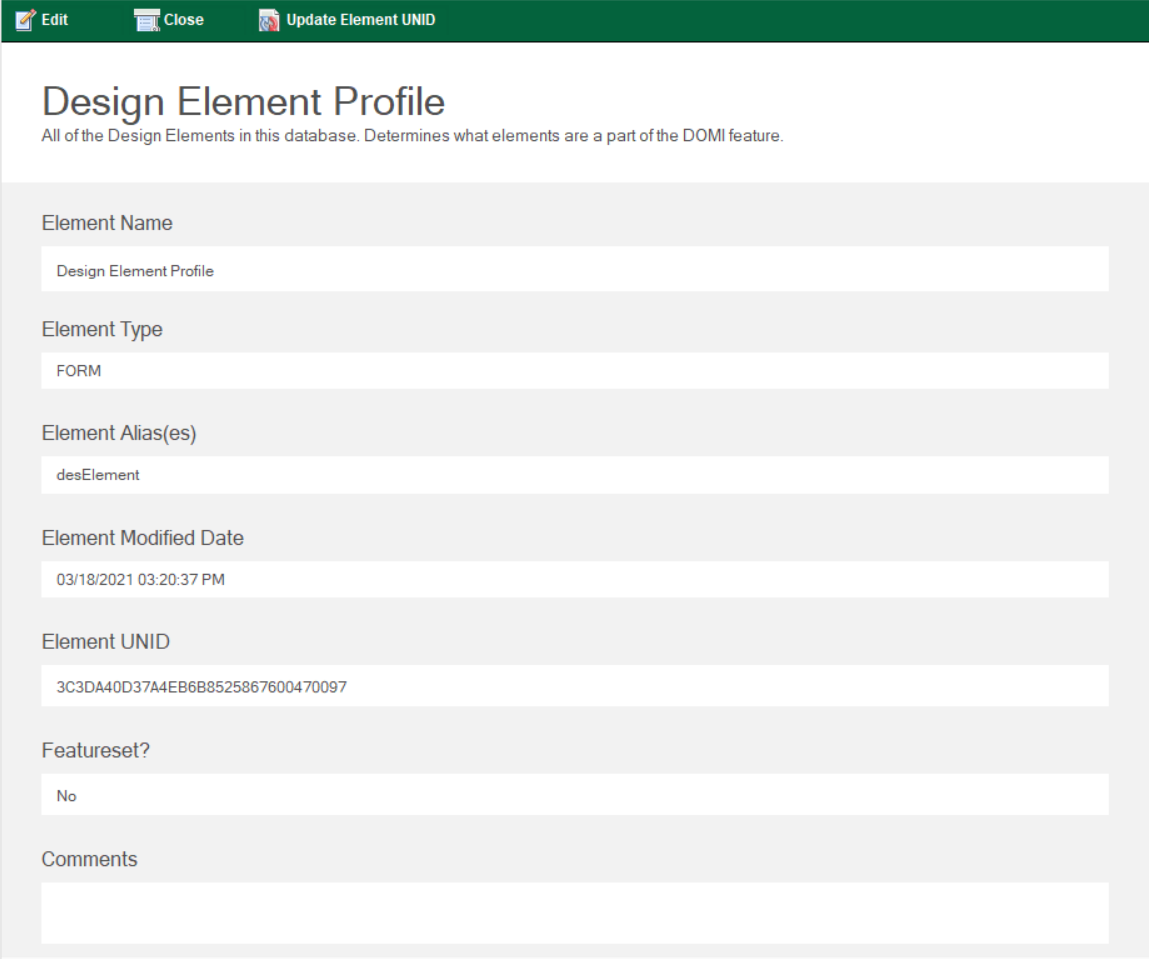 Edit Close Update Element UNID
Design Element Profile
All of the Design Elements in this database. Determines what elements are a part of the DOMI feature.
Element Name
Design Element Profile
Element Type
FORM
Element Alias(es)
desElement
Element Modified Date
03/18/2021 03:20:37 PM
Element UNID
3C3DA40D37A4EB6B8525867600470097
Featureset?
No
Comments